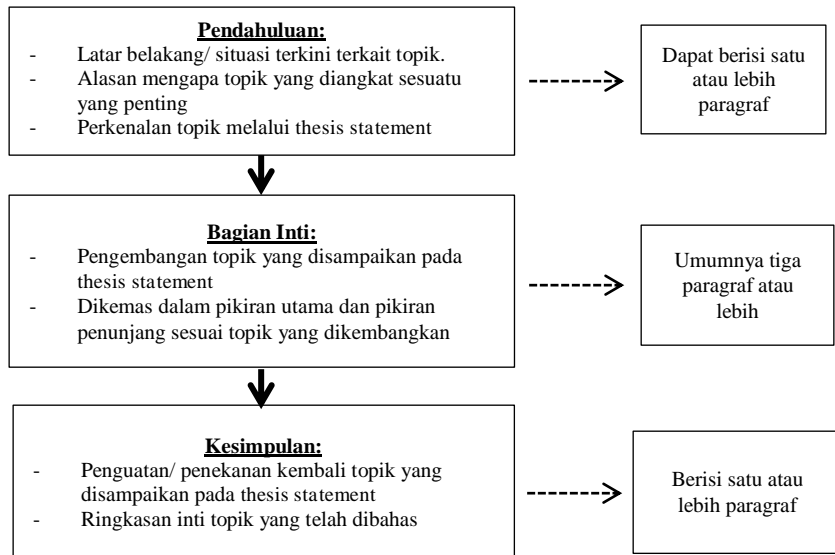 Pendahuluan:
- Latar belakang/ situasi terkini terkait topik.
- Alasan mengapa topik yang diangkat sesuatu
yang penting
- Perkenalan topik melalui thesis statement
Dapat berisi satu
atau lebih
paragraf
Bagian Inti:
- Pengembangan topik yang disampaikan pada
thesis statement
- Dikemas dalam pikiran utama dan pikiran
penunjang sesuai topik yang dikembangkan
Umumnya tiga
paragraf atau
lebih
Kesimpulan:
- Penguatan/ penekanan kembali topik yang
disampaikan pada thesis statement
- Ringkasan inti topik yang telah dibahas
Berisi satu atau
lebih paragraf